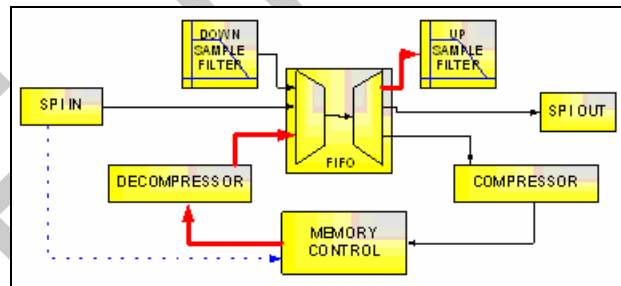 DOWN
SAMPLE
FILTER
UP
SAMPLE
FILTER
SPI IN
SPI OUT
FIFO
DECOMPRESSOR
COMPRESSOR
MEMORY
CONTROL